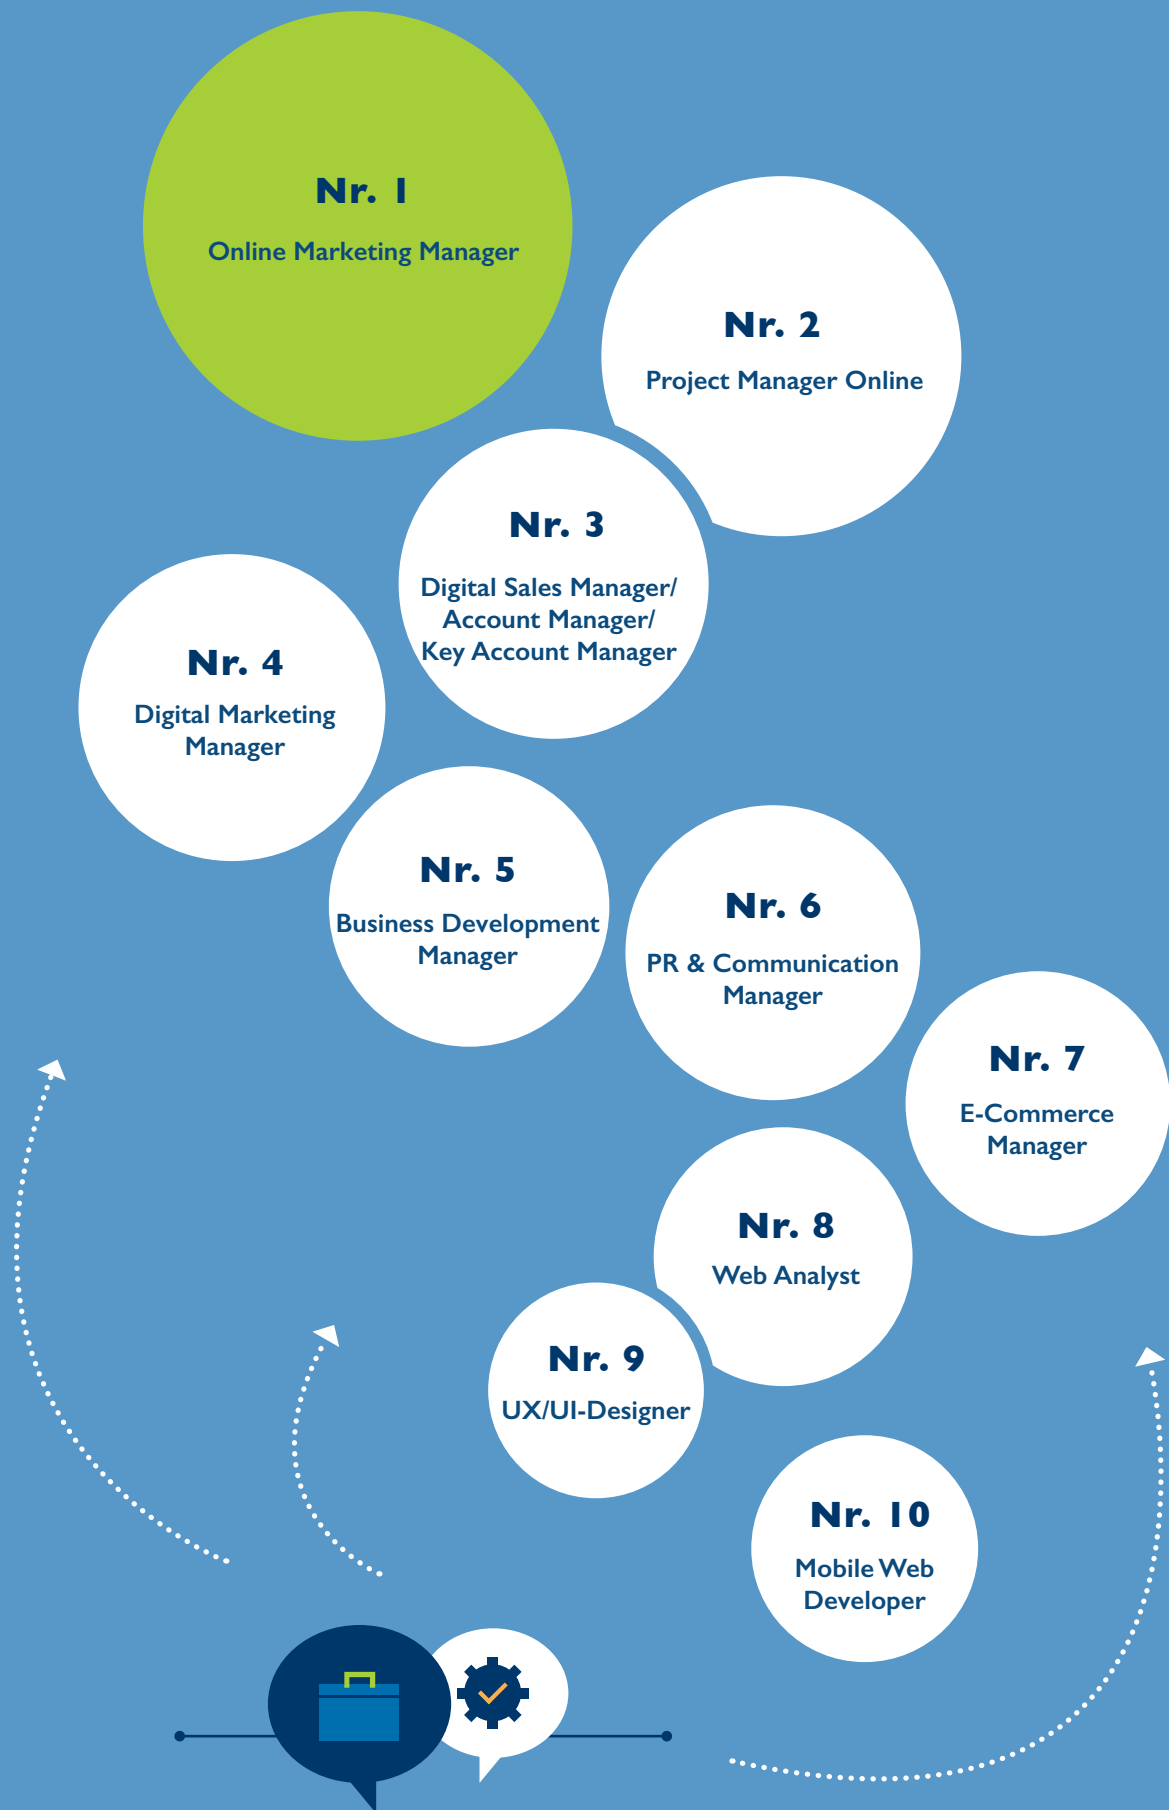 Nr. 1
Online Marketing Manager
Nr. 2
Project Manager Online
Nr. 3
Digital Sales Manager/
Account Manager/
Key Account Manager
Nr. 4
Digital Marketing
Manager
Nr. 5
Business Development
Manager
Nr. 6
PR & Communication
Manager
Nr. 7
E-Commerce
Manager
Nr. 8
Web Analyst
Nr. 9
UX/UI-Designer
Nr. 10
Mobile Web
Developer